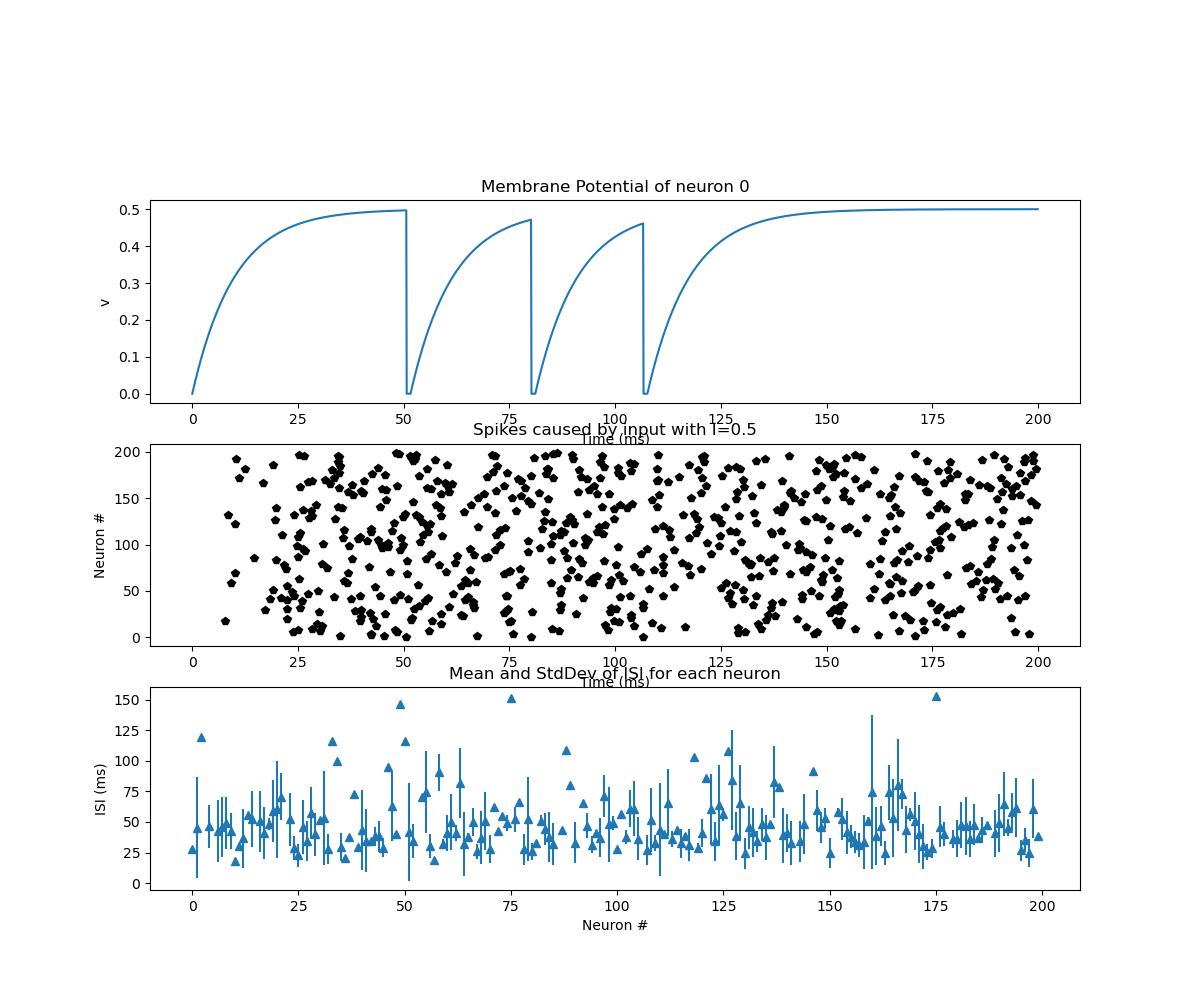 Membrane Potential of neuron 0
0.5
0.4
0.3
0.2
0.1
0.0
v
0 25 50 75 100 125 150 175 200
Time (ms)
Spikes caused by input with I=0.5
200
150
100
50
0
Neuron #
0 25 50 75 100 125 150 175 200
Time (ms)
Mean and StdDev of ISI for each neuron
150
125
100
75
50
25
0
ISI (ms)
0 25 50 75 100 125 150 175 200
Neuron #